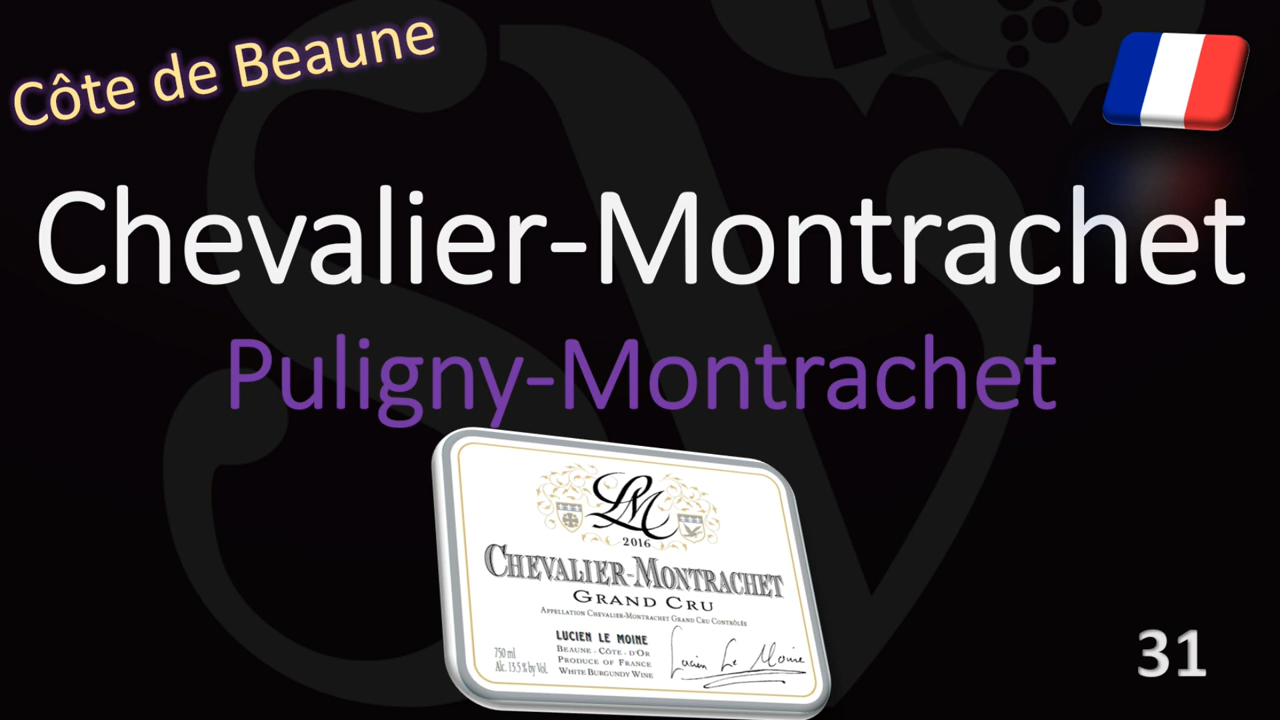 Côte de Beaune
Chevalier-Montrachet
Puligny-Montrachet
LM
2016
CHEVALIER-MONTRACHET
GRAND CRU
APPELLATION CHEVALIER-MONTRACHET GRAND CRU CONTRÔLÉE
LUCIEN LE MOINE
750 ml
BEAUNE - CÔTE - D'OR
Alc. 13.5 % by Vol.
PRODUCE OF FRANCE
WHITE BURGUNDY WINE
Lucien Le Moine
31